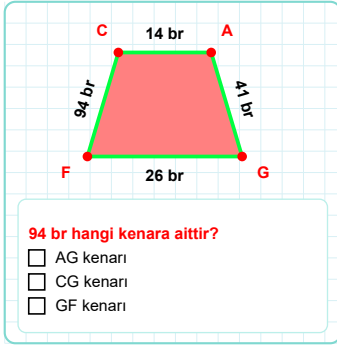 C
14 br
A
94 br
41 br
F
26 br
G
94 br hangi kenara aittir?
AG kenarı
CG kenarı
GF kenarı